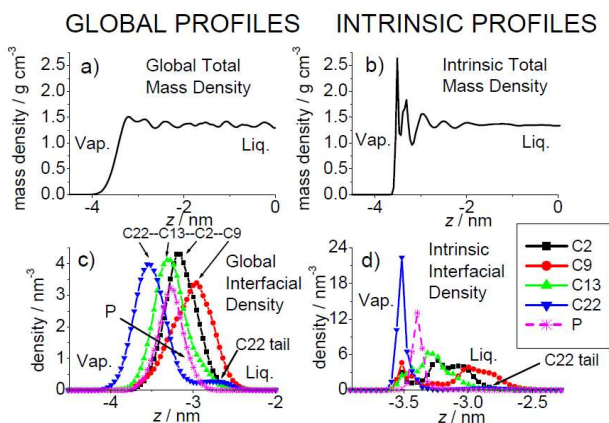 GLOBAL PROFILES
INTRINSIC PROFILES
mass density / g cm⁻³
2.5
2.0
1.5
1.0
0.5
0.0
a)
Global Total
Mass Density
Vap.
Liq.
-4
-2
0
z / nm
mass density / g cm⁻³
2.5
2.0
1.5
1.0
0.5
0.0
b)
Intrinsic Total
Mass Density
Vap.
Liq.
-4
-2
0
z / nm
C22--C13--C2--C9
density / nm⁻³
4
3
2
1
0
c)
Global
Interfacial
Density
P
C22 tail
Vap.
Liq.
-4
-3
-2
z / nm
24
18
12
6
0
density / nm⁻³
d)
Intrinsic
Interfacial
Density
Vap.
Liq.
C22 tail
-3.5
-3.0
-2.5
z / nm
C2
C9
C13
C22
P